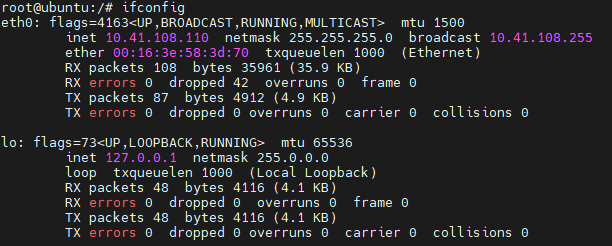 root@ubuntu:/# ifconfig
eth0: flags=4163<UP,BROADCAST,RUNNING,MULTICAST>  mtu 1500
        inet 10.41.108.110  netmask 255.255.255.0  broadcast 10.41.108.255
        ether 00:16:3e:58:3d:70  txqueuelen 1000  (Ethernet)
        RX packets 108  bytes 35961 (35.9 KB)
        RX errors 0  dropped 42  overruns 0  frame 0
        TX packets 87  bytes 4912 (4.9 KB)
        TX errors 0  dropped 0 overruns 0  carrier 0  collisions 0

lo: flags=73<UP,LOOPBACK,RUNNING>  mtu 65536
        inet 127.0.0.1  netmask 255.0.0.0
        loop  txqueuelen 1000  (Local Loopback)
        RX packets 48  bytes 4116 (4.1 KB)
        RX errors 0  dropped 0  overruns 0  frame 0
        TX packets 48  bytes 4116 (4.1 KB)
        TX errors 0  dropped 0 overruns 0  carrier 0  collisions 0